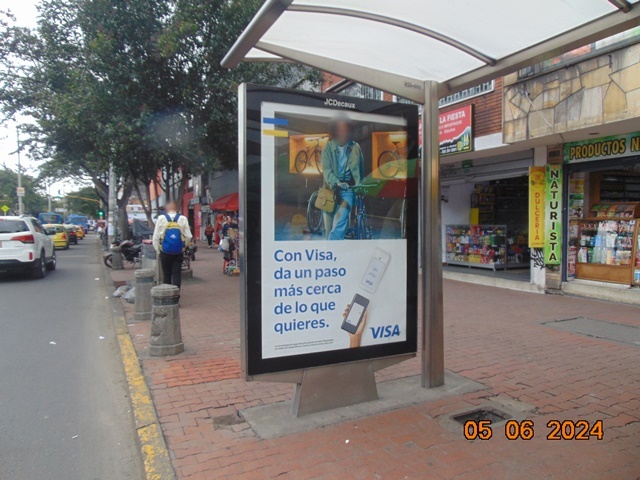 JCDecaux
Con Visa,
da un paso
más cerca
de lo que
quieres.
VISA
LA FIESTA
DULCERIA
NATURISTA
PRODUCTOS N
05 06 2024